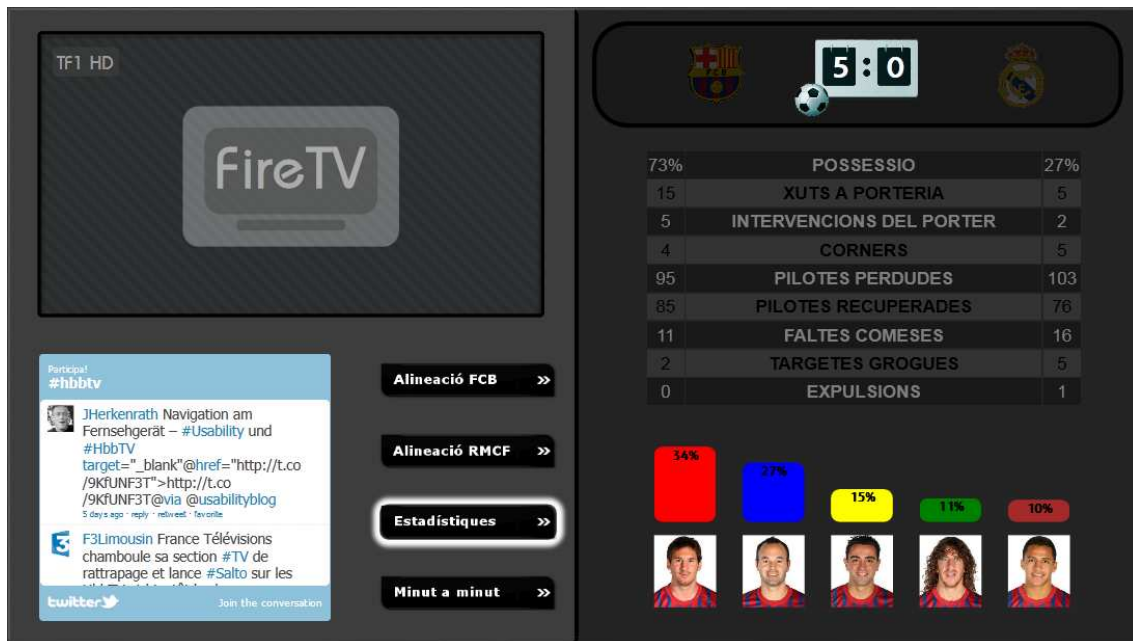 TF1 HD
FireTV
Participa!
#hbbtv
JHerkenrath Navigation am
Fernsehgerät – #Usability und
#HbbTV
target="_blank"@href="http://t.co
/9KfUNF3T">http://t.co
/9KfUNF3T@via @usabilityblog
5 days ago · reply · retweet · favorite
F3Limousin France Télévisions
chamboule sa section #TV de
rattrapage et lance #Salto sur les
twitter Join the conversation
Alineació FCB »
Alineació RMCF »
Estadístiques »
Minut a minut »
FCB
5 : 0
73% POSSESSIO 27%
15 XUTS A PORTERIA 5
5 INTERVENCIONS DEL PORTER 2
4 CORNERS 5
95 PILOTES PERDUDES 103
85 PILOTES RECUPERADES 76
11 FALTES COMESES 16
2 TARGETES GROGUES 5
0 EXPULSIONS 1
34% 27% 15% 11% 10%